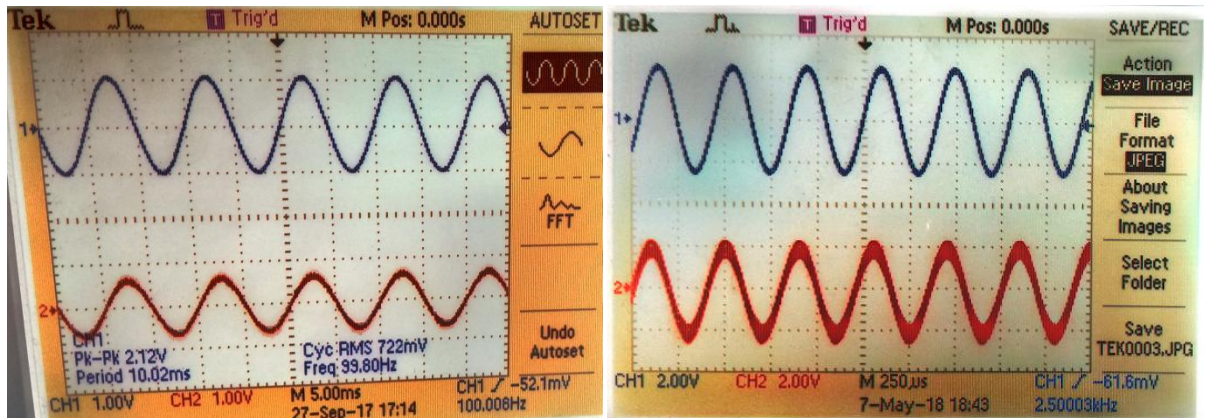 Tek
T Trig'd
M Pos: 0.000s
AUTOSET
1
FFT
2
CH1
Pk-Pk 2.12V
Period 10.02ms
Cyc RMS 722mV
Freq 99.80Hz
Undo
Autoset
CH1 1.00V
CH2 1.00V
M 5.00ms
CH1 -52.1mV
27-Sep-17 17:14
100.006Hz
Tek
T Trig'd
M Pos: 0.000s
SAVE/REC
Action
Save Image
1
File
Format
JPEG
About
Saving
Images
2
Select
Folder
Save
TEK0003.JPG
CH1 2.00V
CH2 2.00V
M 250µs
CH1 -61.6mV
7-May-18 18:43
2.50003kHz